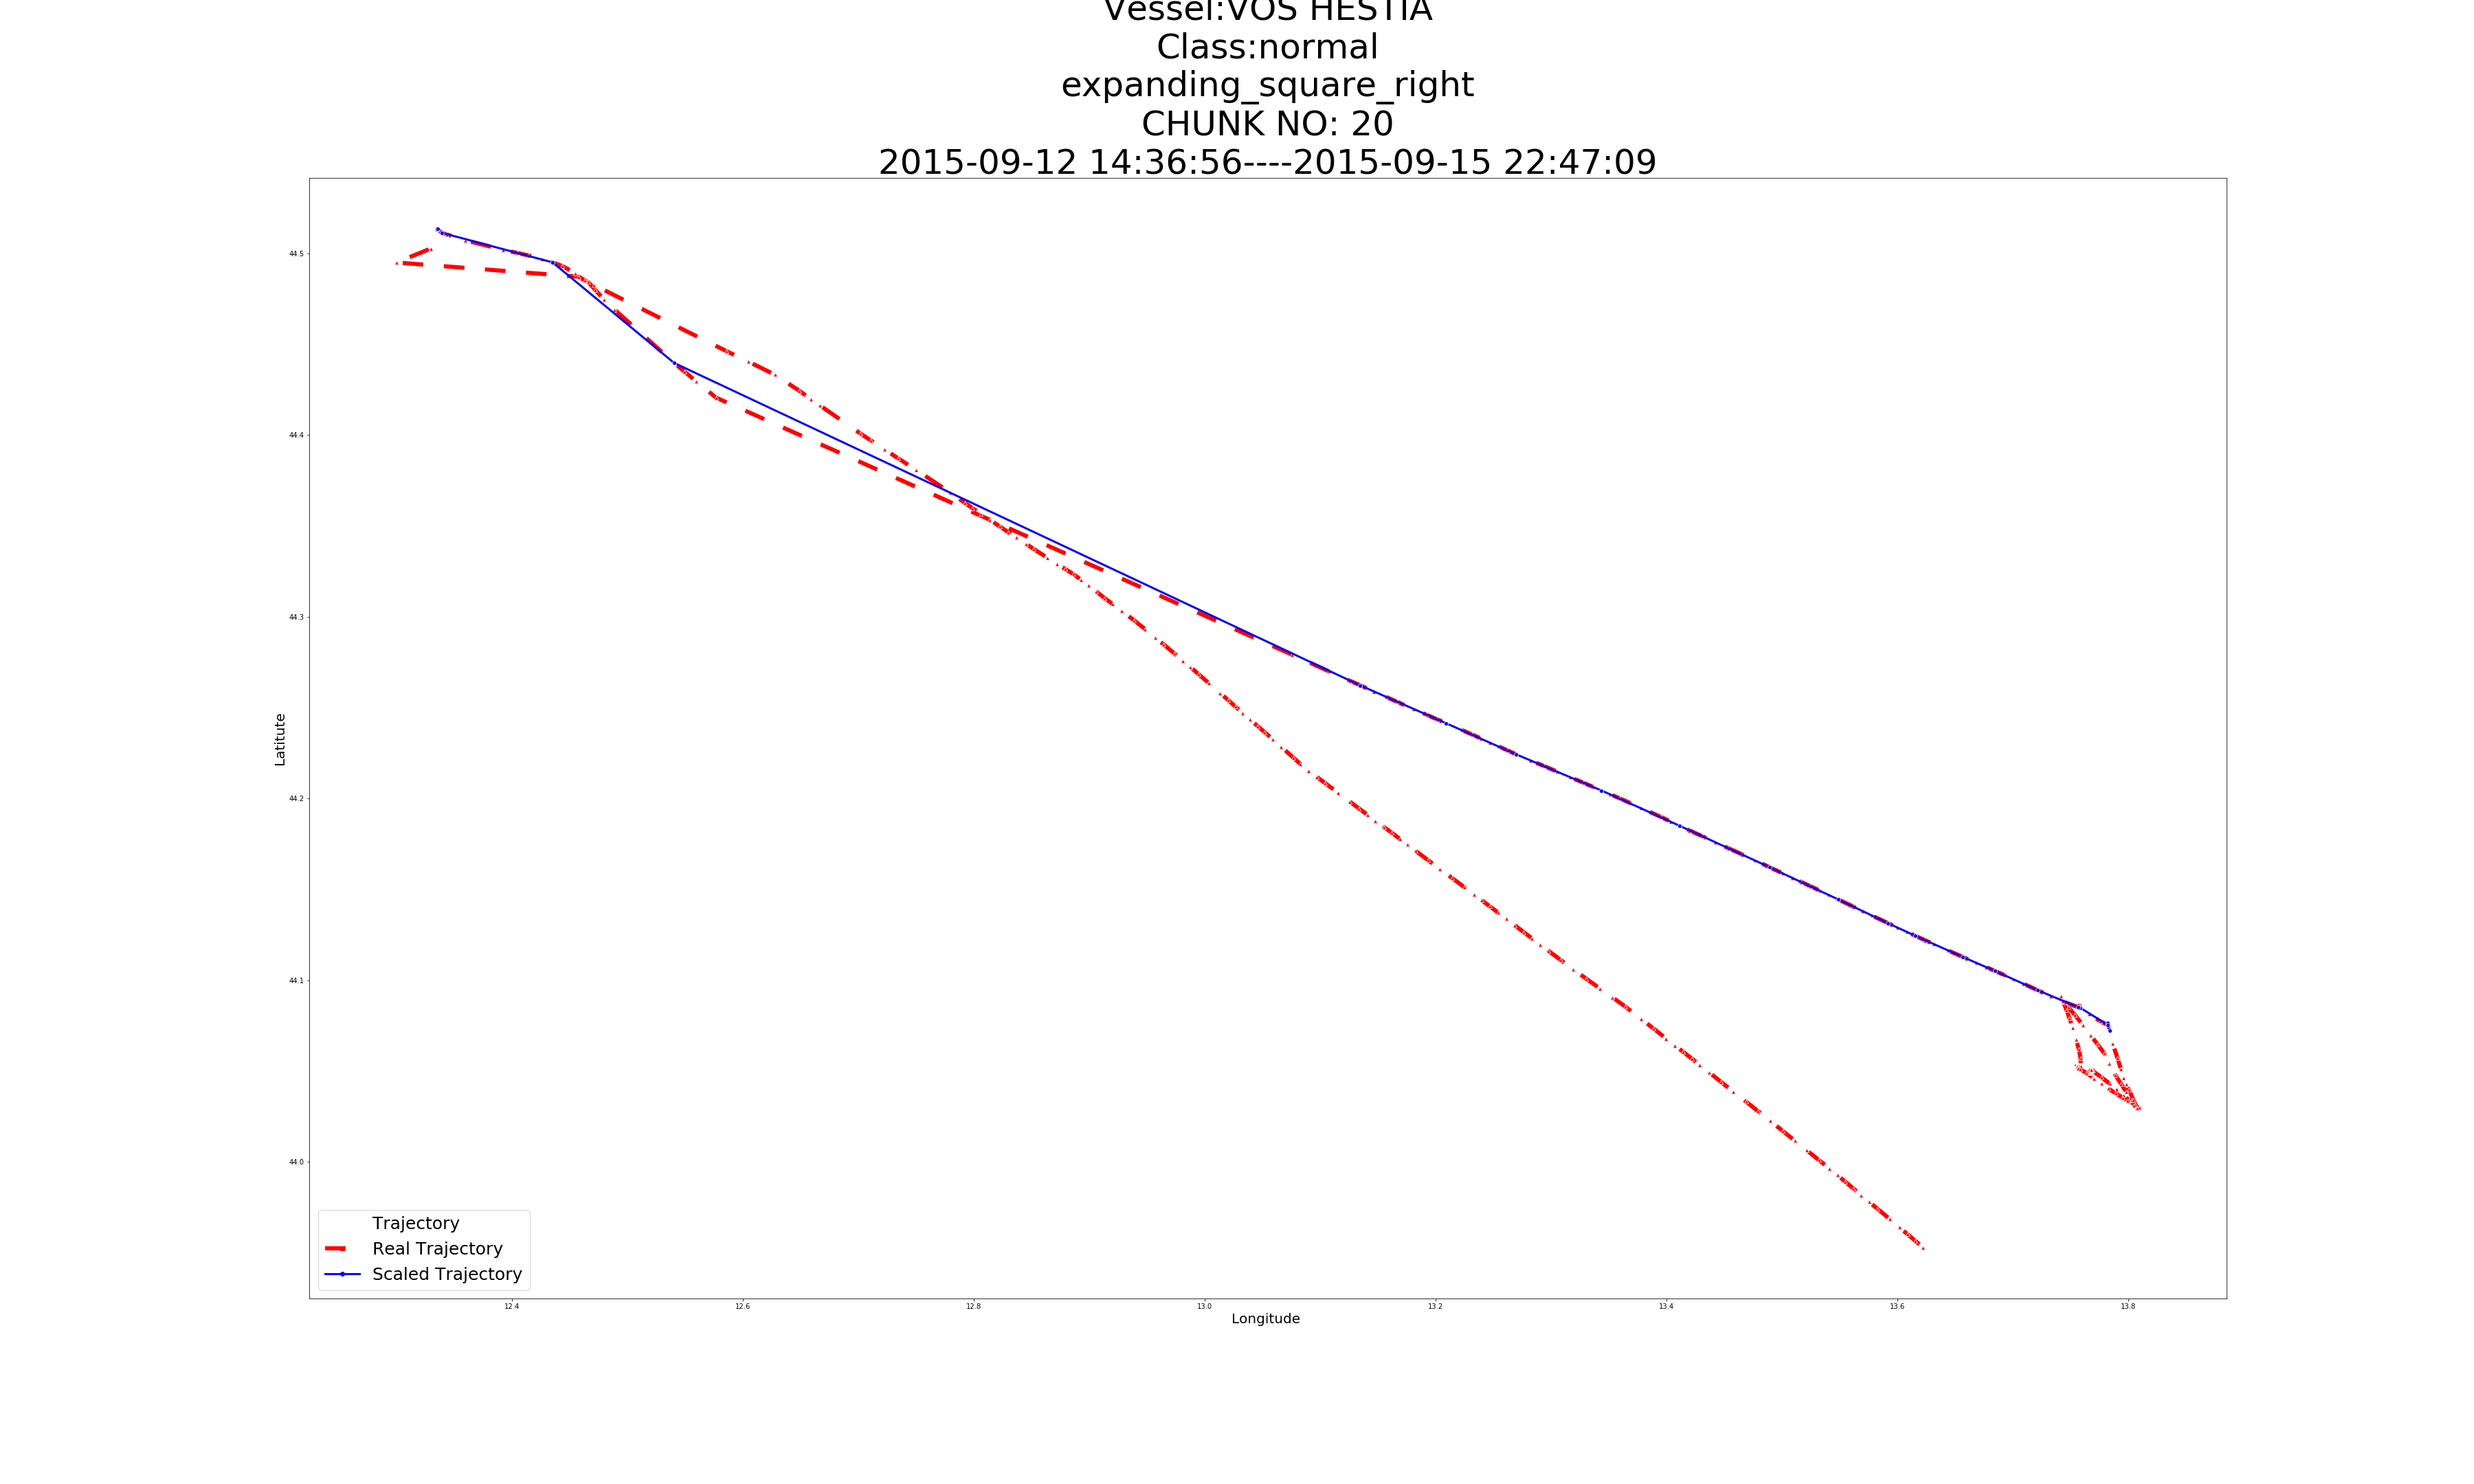 Vessel:VOS HESTIA
Class:normal
expanding_square_right
CHUNK NO: 20
2015-09-12 14:36:56----2015-09-15 22:47:09
44.5
44.4
44.3
44.2
44.1
44.0
Latitute
12.4
12.6
12.8
13.0
13.2
13.4
13.6
13.8
Longitude
Trajectory
Real Trajectory
Scaled Trajectory